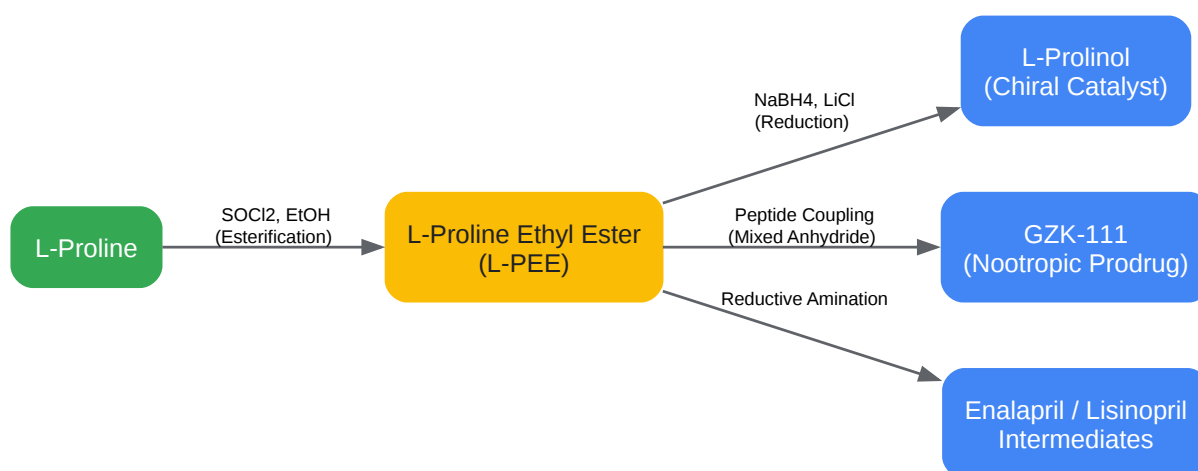 L-Proline
SOCl2, EtOH
(Esterification)
L-Proline Ethyl Ester
(L-PEE)
NaBH4, LiCl
(Reduction)
L-Prolinol
(Chiral Catalyst)
Peptide Coupling
(Mixed Anhydride)
GZK-111
(Nootropic Prodrug)
Reductive Amination
Enalapril / Lisinopril
Intermediates